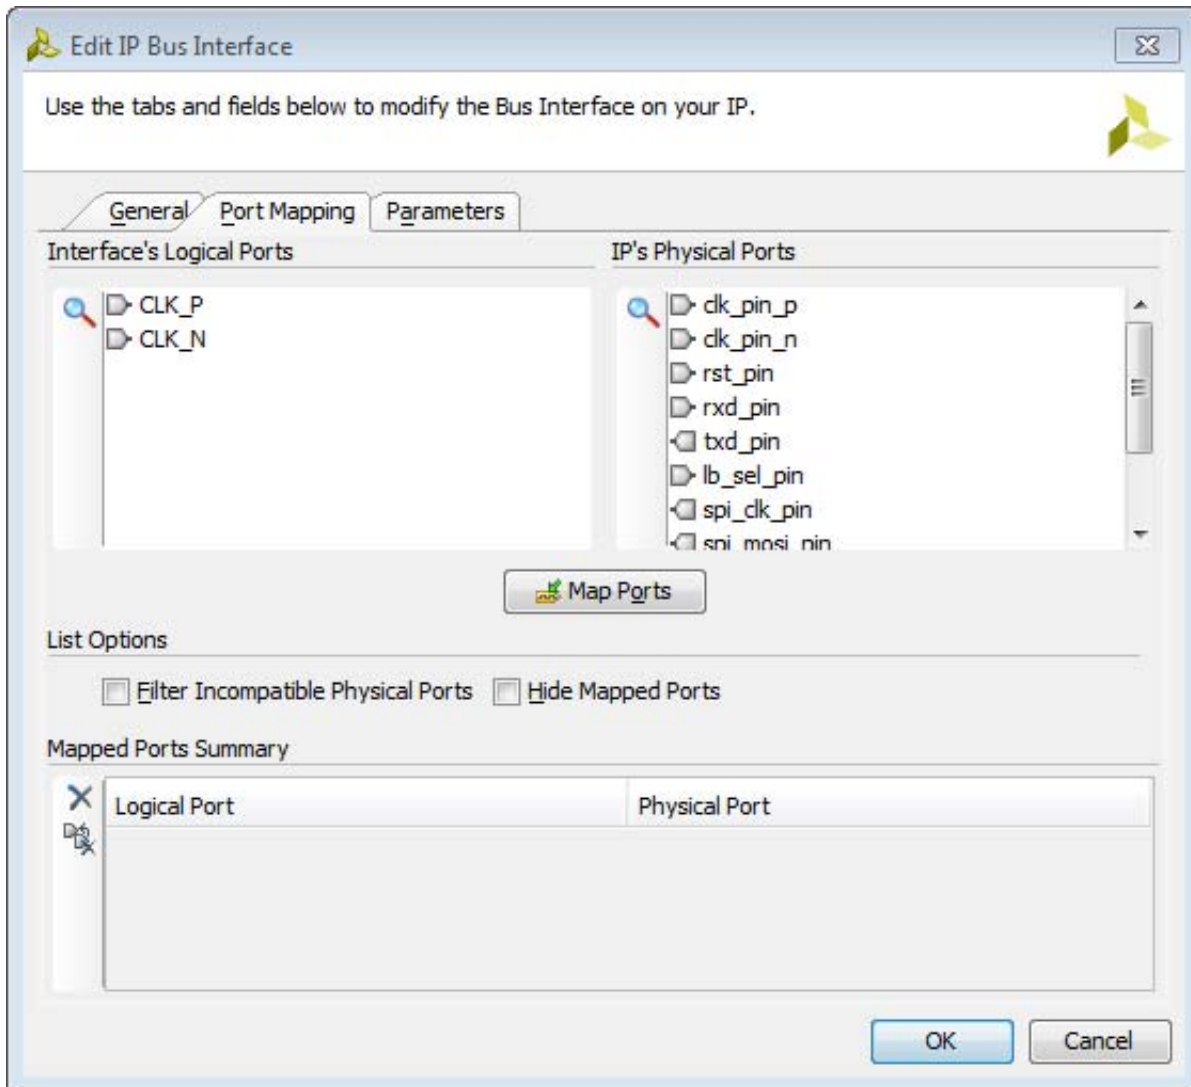 Edit IP Bus Interface
Use the tabs and fields below to modify the Bus Interface on your IP.
General Port Mapping Parameters
Interface's Logical Ports
IP's Physical Ports
CLK_P
CLK_N
clk_pin_p
clk_pin_n
rst_pin
rxd_pin
txd_pin
lb_sel_pin
spi_clk_pin
spi_mosi_pin
Map Ports
List Options
Filter Incompatible Physical Ports Hide Mapped Ports
Mapped Ports Summary
Logical Port Physical Port
OK Cancel